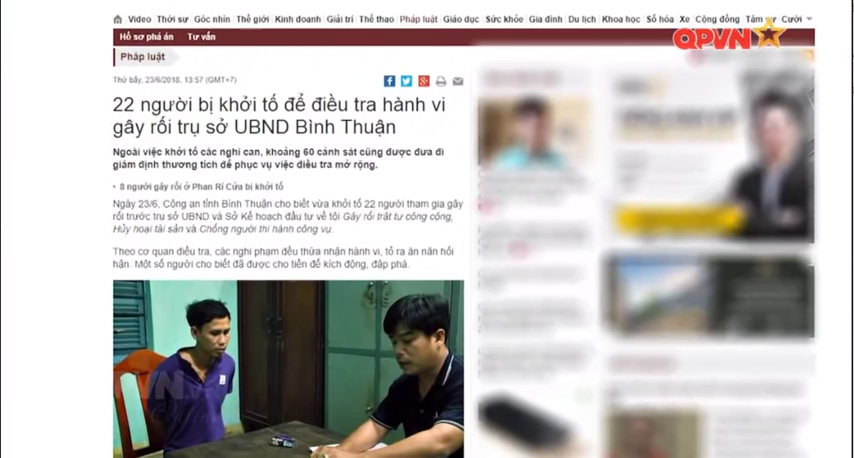 Video Thời sự Góc nhìn Thế giới Kinh doanh Giải trí Thể thao Pháp luật Giáo dục Sức khỏe Gia đình Du lịch Khoa học Số hóa Xe Cộng đồng Tâm sự Cười
Hồ sơ phá án Tư vấn
QPVN
Pháp luật
Thứ bảy, 23/6/2018, 13:57 (GMT+7)
22 người bị khởi tố để điều tra hành vi
gây rối trụ sở UBND Bình Thuận
Ngoài việc khởi tố các nghi can, khoảng 60 cảnh sát cũng được đưa đi
giám định thương tích để phục vụ việc điều tra mở rộng.
8 người gây rối ở Phan Rí Cửa bị khởi tố
Ngày 23/6, Công an tỉnh Bình Thuận cho biết vừa khởi tố 22 người tham gia gây
rối trước trụ sở UBND và Sở Kế hoạch đầu tư về tội Gây rối trật tự công cộng,
Hủy hoại tài sản và Chống người thi hành công vụ.
Theo cơ quan điều tra, các nghi phạm đều thừa nhận hành vi, tỏ ra ăn năn hối
hận. Một số người cho biết đã được cho tiền để kích động, đập phá.